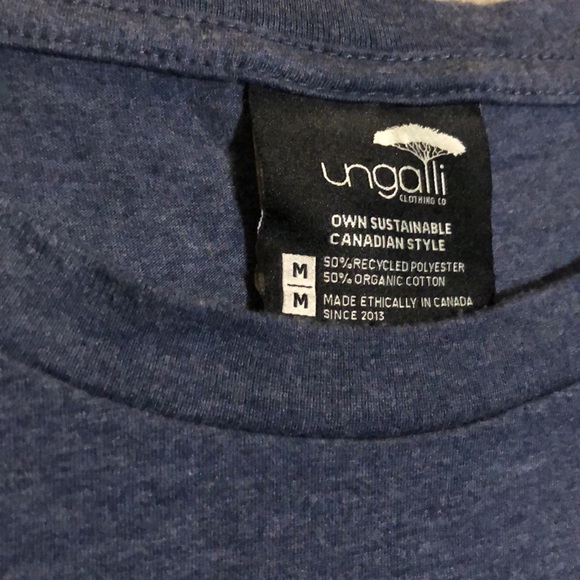 ungalli
CLOTHING CO
OWN SUSTAINABLE
CANADIAN STYLE
M 50% RECYCLED POLYESTER
50% ORGANIC COTTON
M MADE ETHICALLY IN CANADA
SINCE 2013